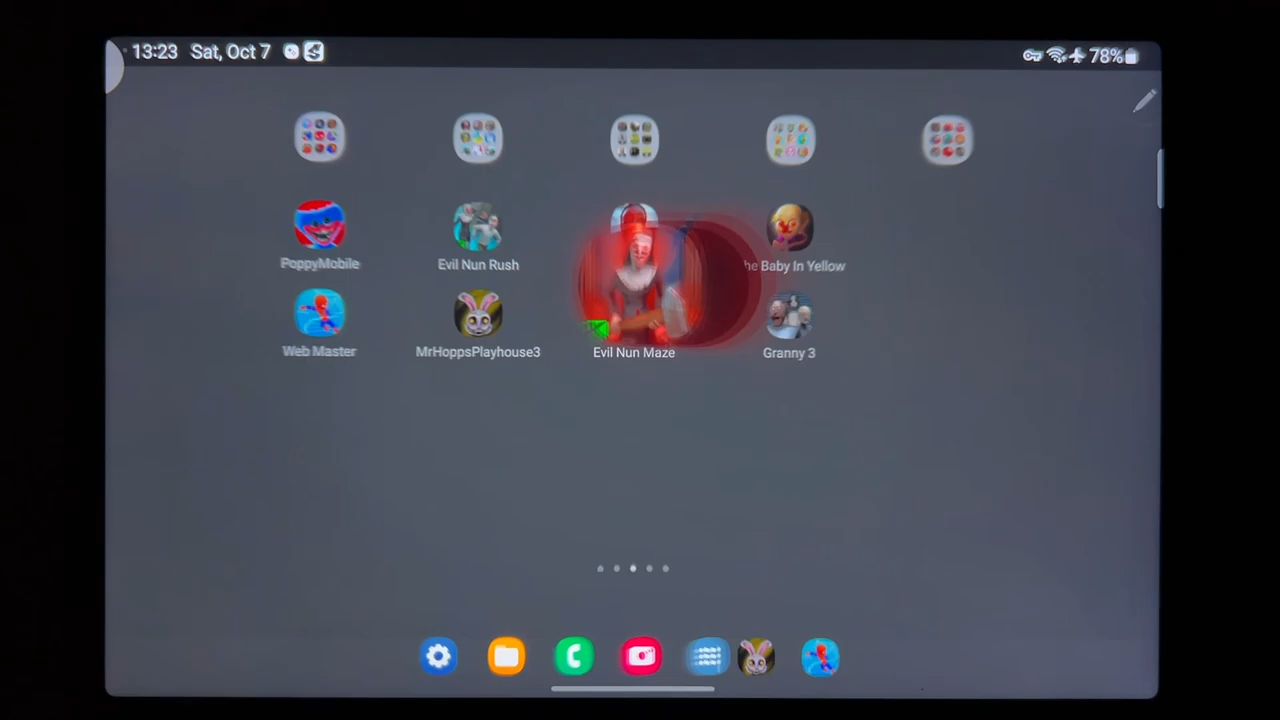 13:23 Sat, Oct 7
78%
PoppyMobile
Evil Nun Rush
he Baby In Yellow
Web Master
MrHoppsPlayhouse3
Evil Nun Maze
Granny 3